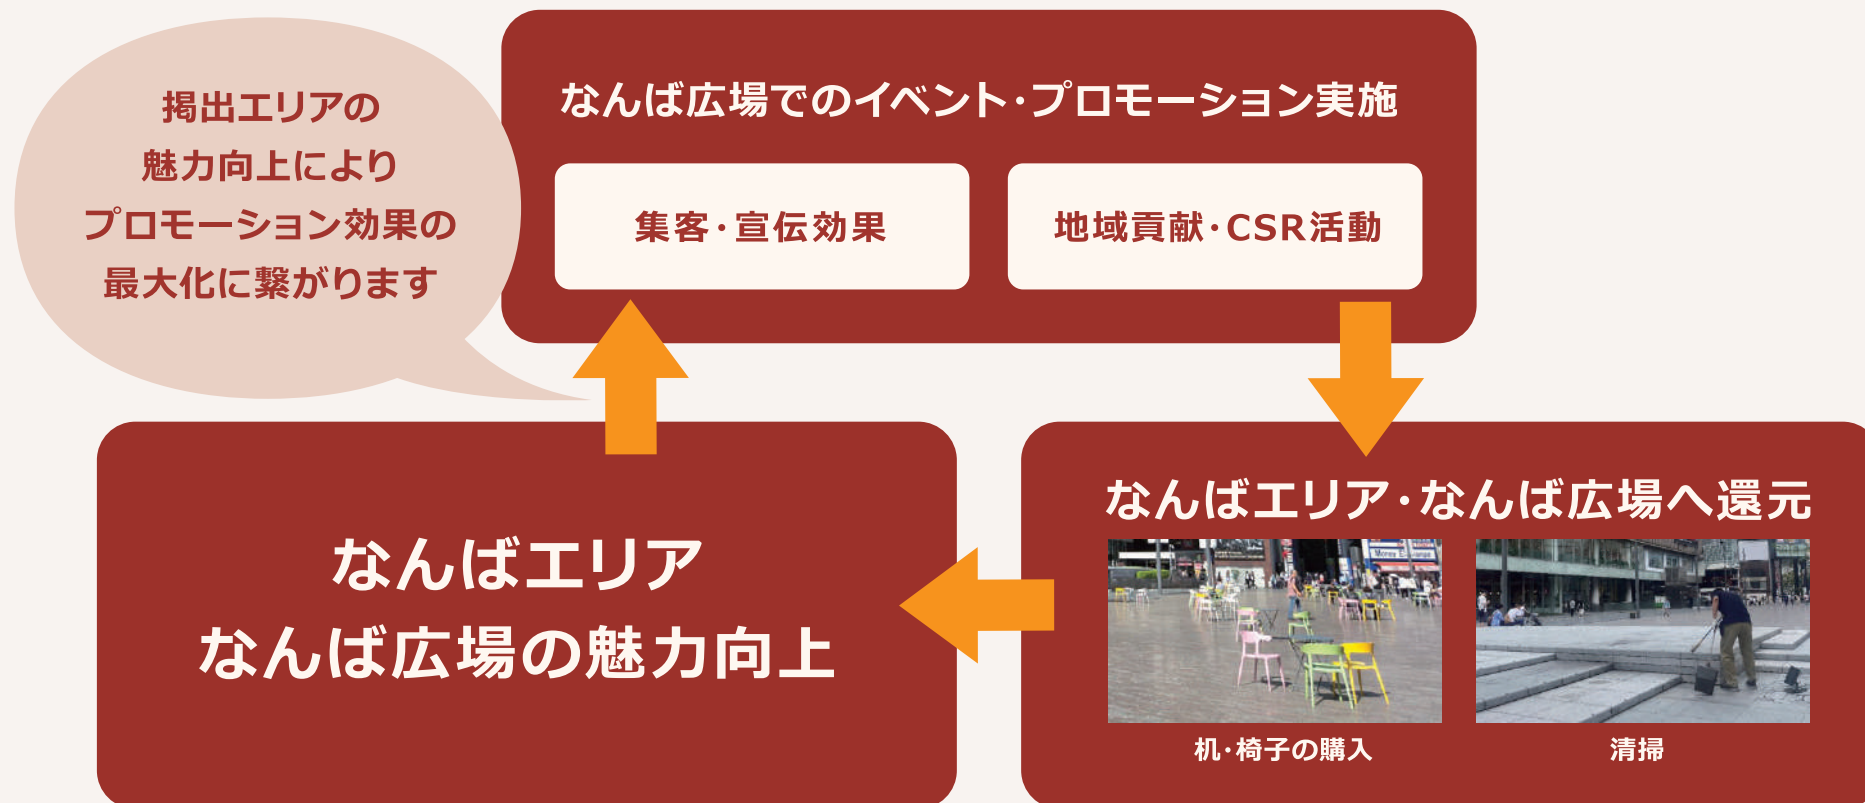 掲出エリアの
魅力向上により
プロモーション効果の
最大化に繋がります
なんば広場でのイベント・プロモーション実施
集客・宣伝効果
地域貢献・CSR活動
なんばエリア・なんば広場へ還元
机・椅子の購入
清掃
なんばエリア
なんば広場の魅力向上